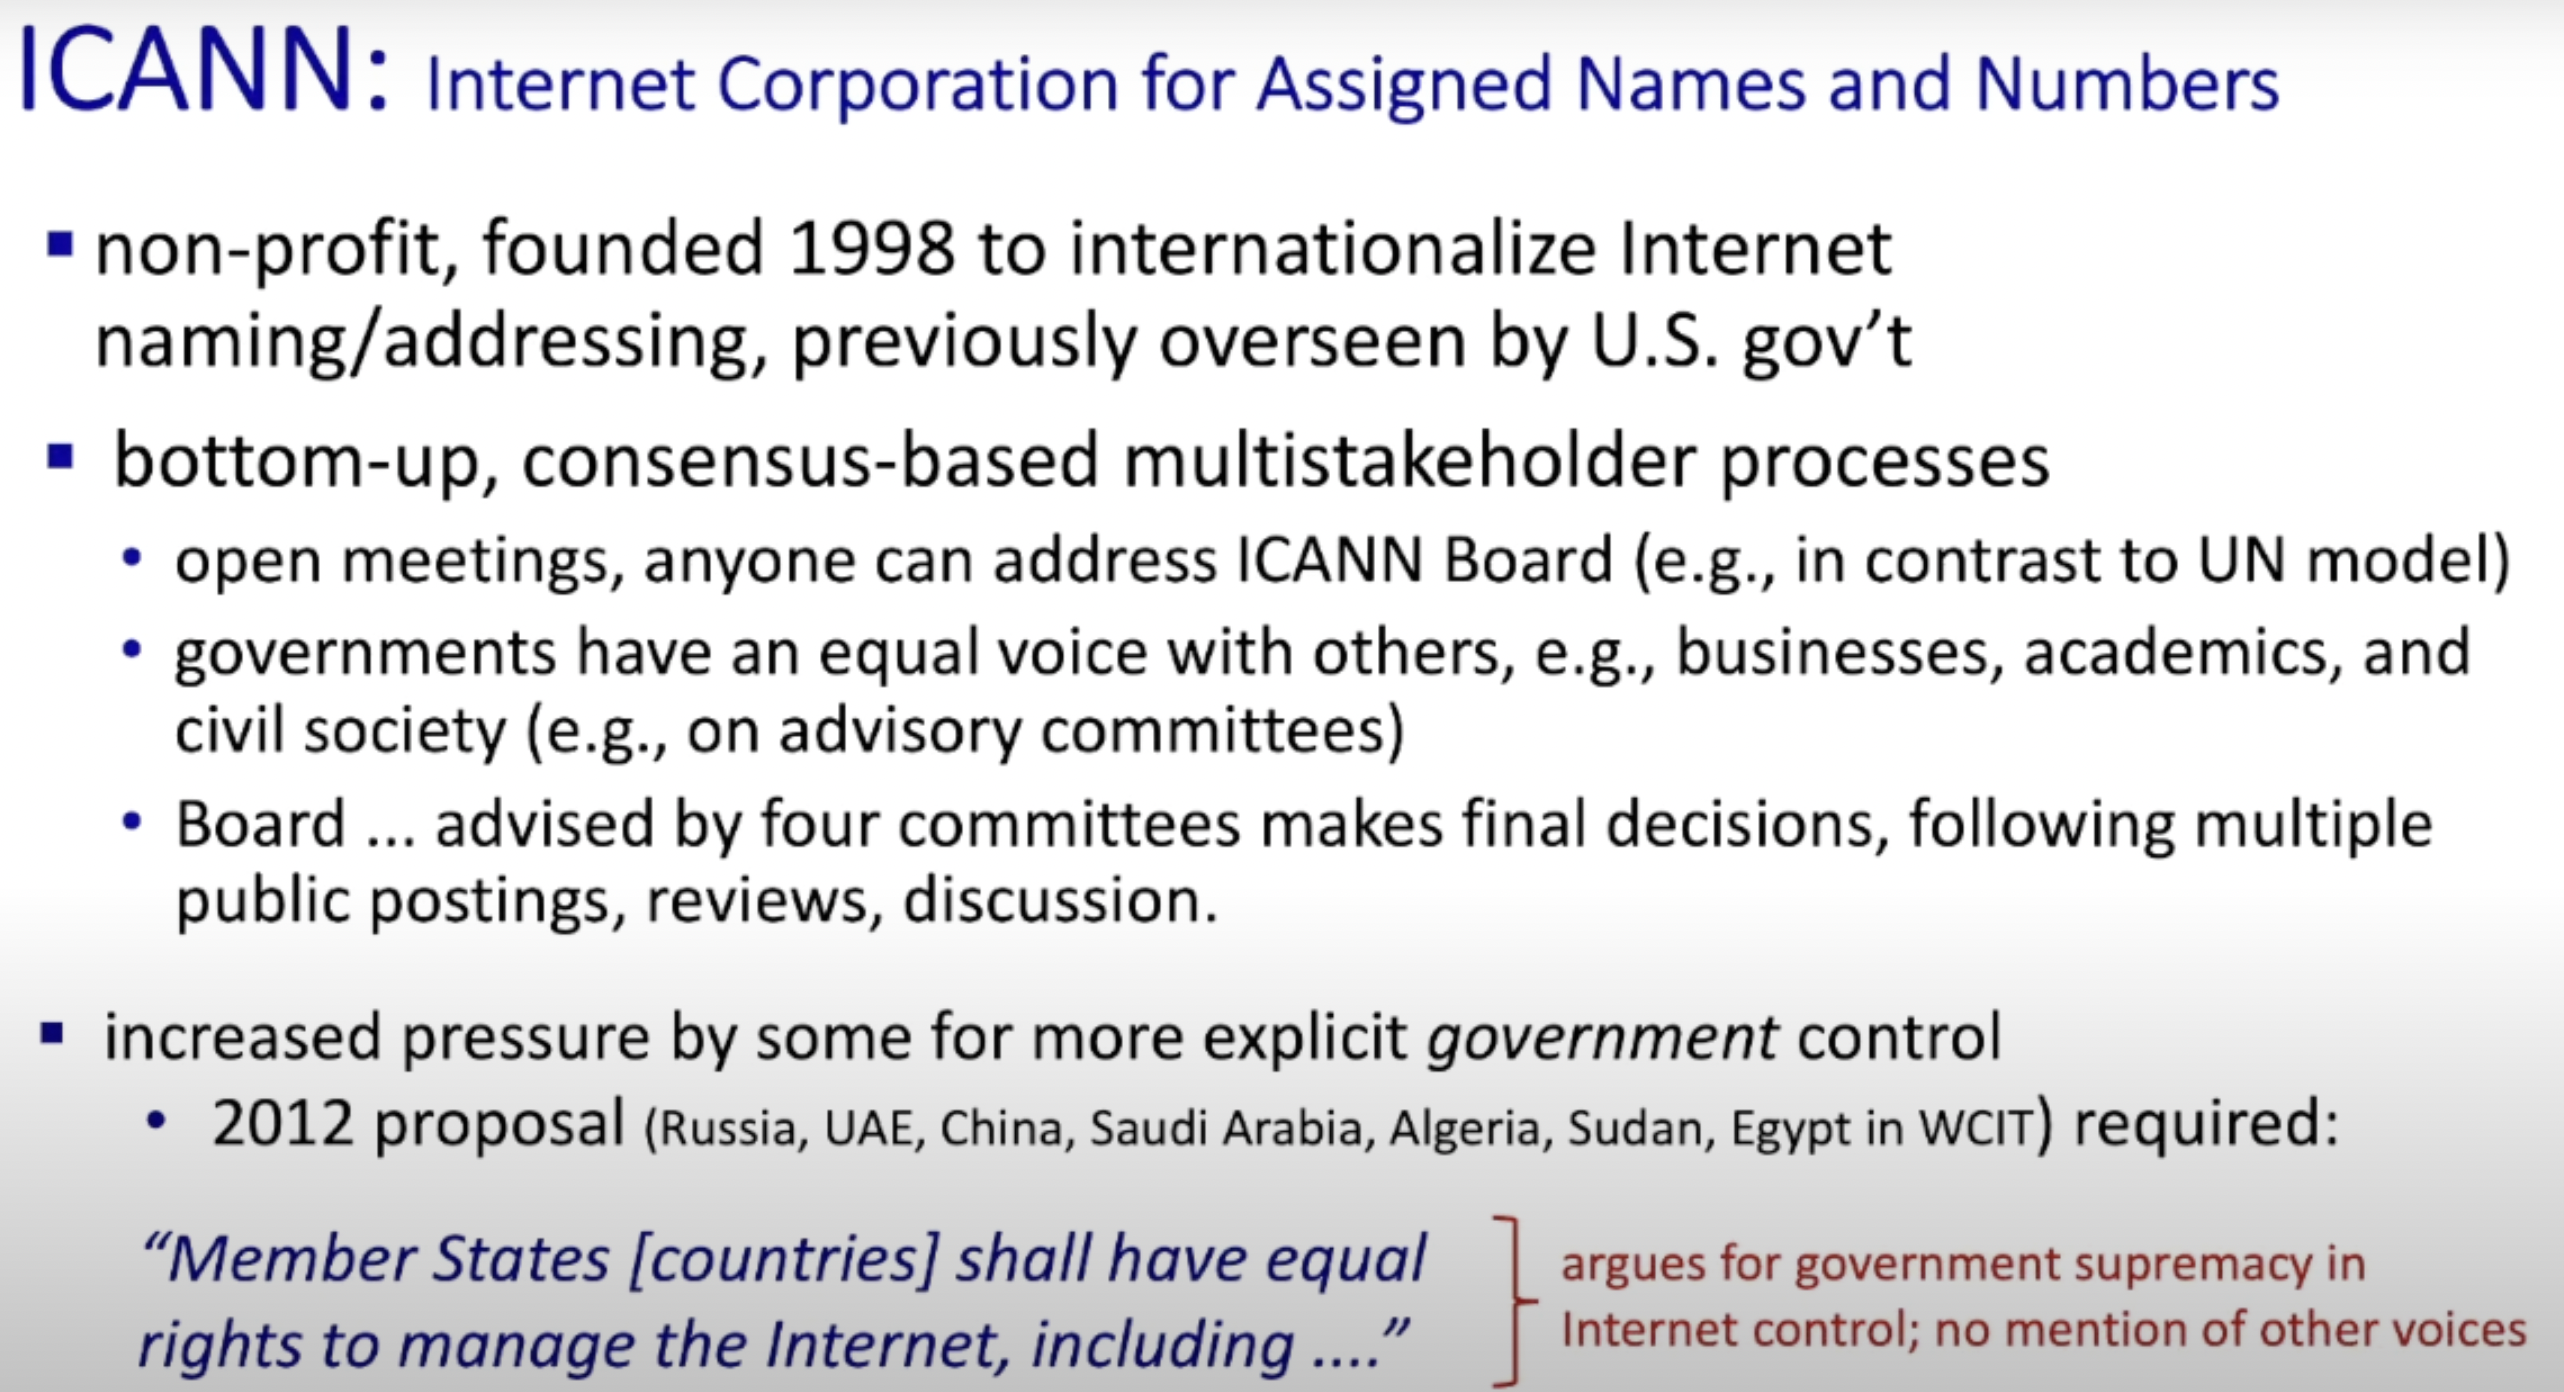 ICANN: Internet Corporation for Assigned Names and Numbers
▪ non-profit, founded 1998 to internationalize Internet
naming/addressing, previously overseen by U.S. gov’t
▪ bottom-up, consensus-based multistakeholder processes
• open meetings, anyone can address ICANN Board (e.g., in contrast to UN model)
• governments have an equal voice with others, e.g., businesses, academics, and
civil society (e.g., on advisory committees)
• Board ... advised by four committees makes final decisions, following multiple
public postings, reviews, discussion.
▪ increased pressure by some for more explicit government control
• 2012 proposal (Russia, UAE, China, Saudi Arabia, Algeria, Sudan, Egypt in WCIT) required:
“Member States [countries] shall have equal
rights to manage the Internet, including ....”
argues for government supremacy in
Internet control; no mention of other voices